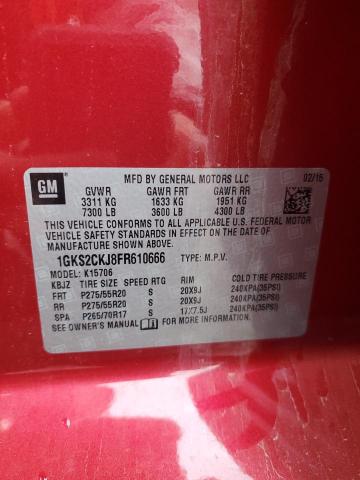 GM
MFD BY GENERAL MOTORS LLC 02/15
GVWR GAWR FRT GAWR RR
3311 KG 1633 KG 1951 KG
7300 LB 3600 LB 4300 LB
THIS VEHICLE CONFORMS TO ALL APPLICABLE U.S. FEDERAL MOTOR
VEHICLE SAFETY STANDARDS IN EFFECT ON THE DATE OF
MANUFACTURE SHOWN ABOVE.
1GKS2CKJ8FR610666 TYPE: M.P.V.
MODEL: K15706
KBJZ TIRE SIZE SPEED RTG RIM COLD TIRE PRESSURE
FRT P275/55R20 S 20X9J 240KPA(35PSI)
RR P275/55R20 S 20X9J 240KPA(35PSI)
SPA P265/70R17 S 17X7.5J 240KPA(35PSI)
SEE OWNER'S MANUAL FOR ADDITIONAL INFORMATION